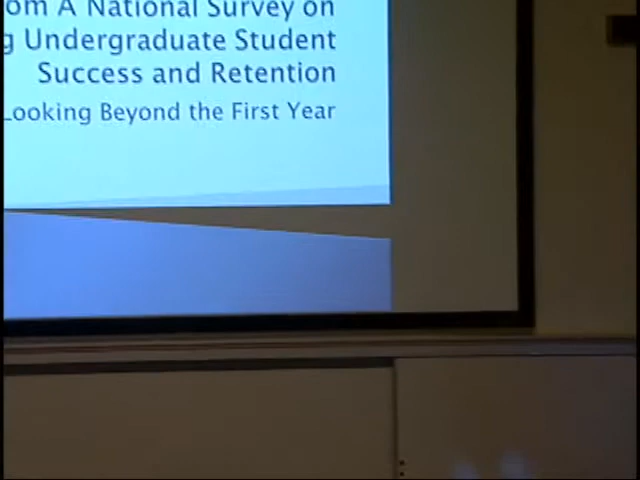 om A National Survey on
g Undergraduate Student
Success and Retention
Looking Beyond the First Year